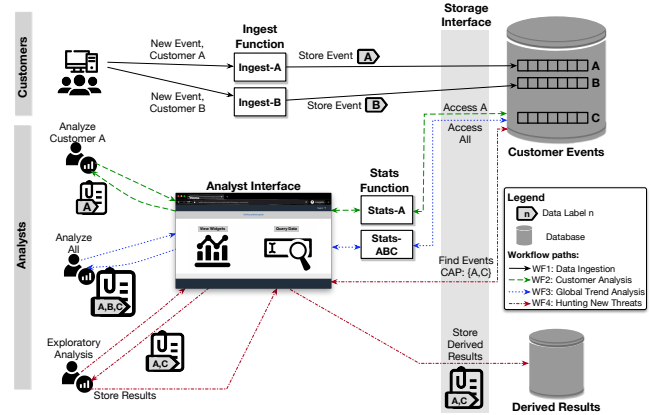 Customers
Analysts
New Event,
Customer A
New Event,
Customer B
Ingest
Function
Ingest-A
Ingest-B
Store Event
A
Store Event
B
Storage
Interface
A
B
C
Customer Events
Access A
Access
All
Analyze
Customer A
A
Analyze
All
A,B,C
Exploratory
Analysis
A,C
Store Results
Analyst Interface
View Widgets
Query Data
Stats
Function
Stats-A
Stats-
ABC
Find Events
CAP: {A,C}
Store
Derived
Results
A,C
Legend
n
Data Label n
Database
Workflow paths:
WF1: Data Ingestion
WF2: Customer Analysis
WF3: Global Trend Analysis
WF4: Hunting New Threats
Derived Results